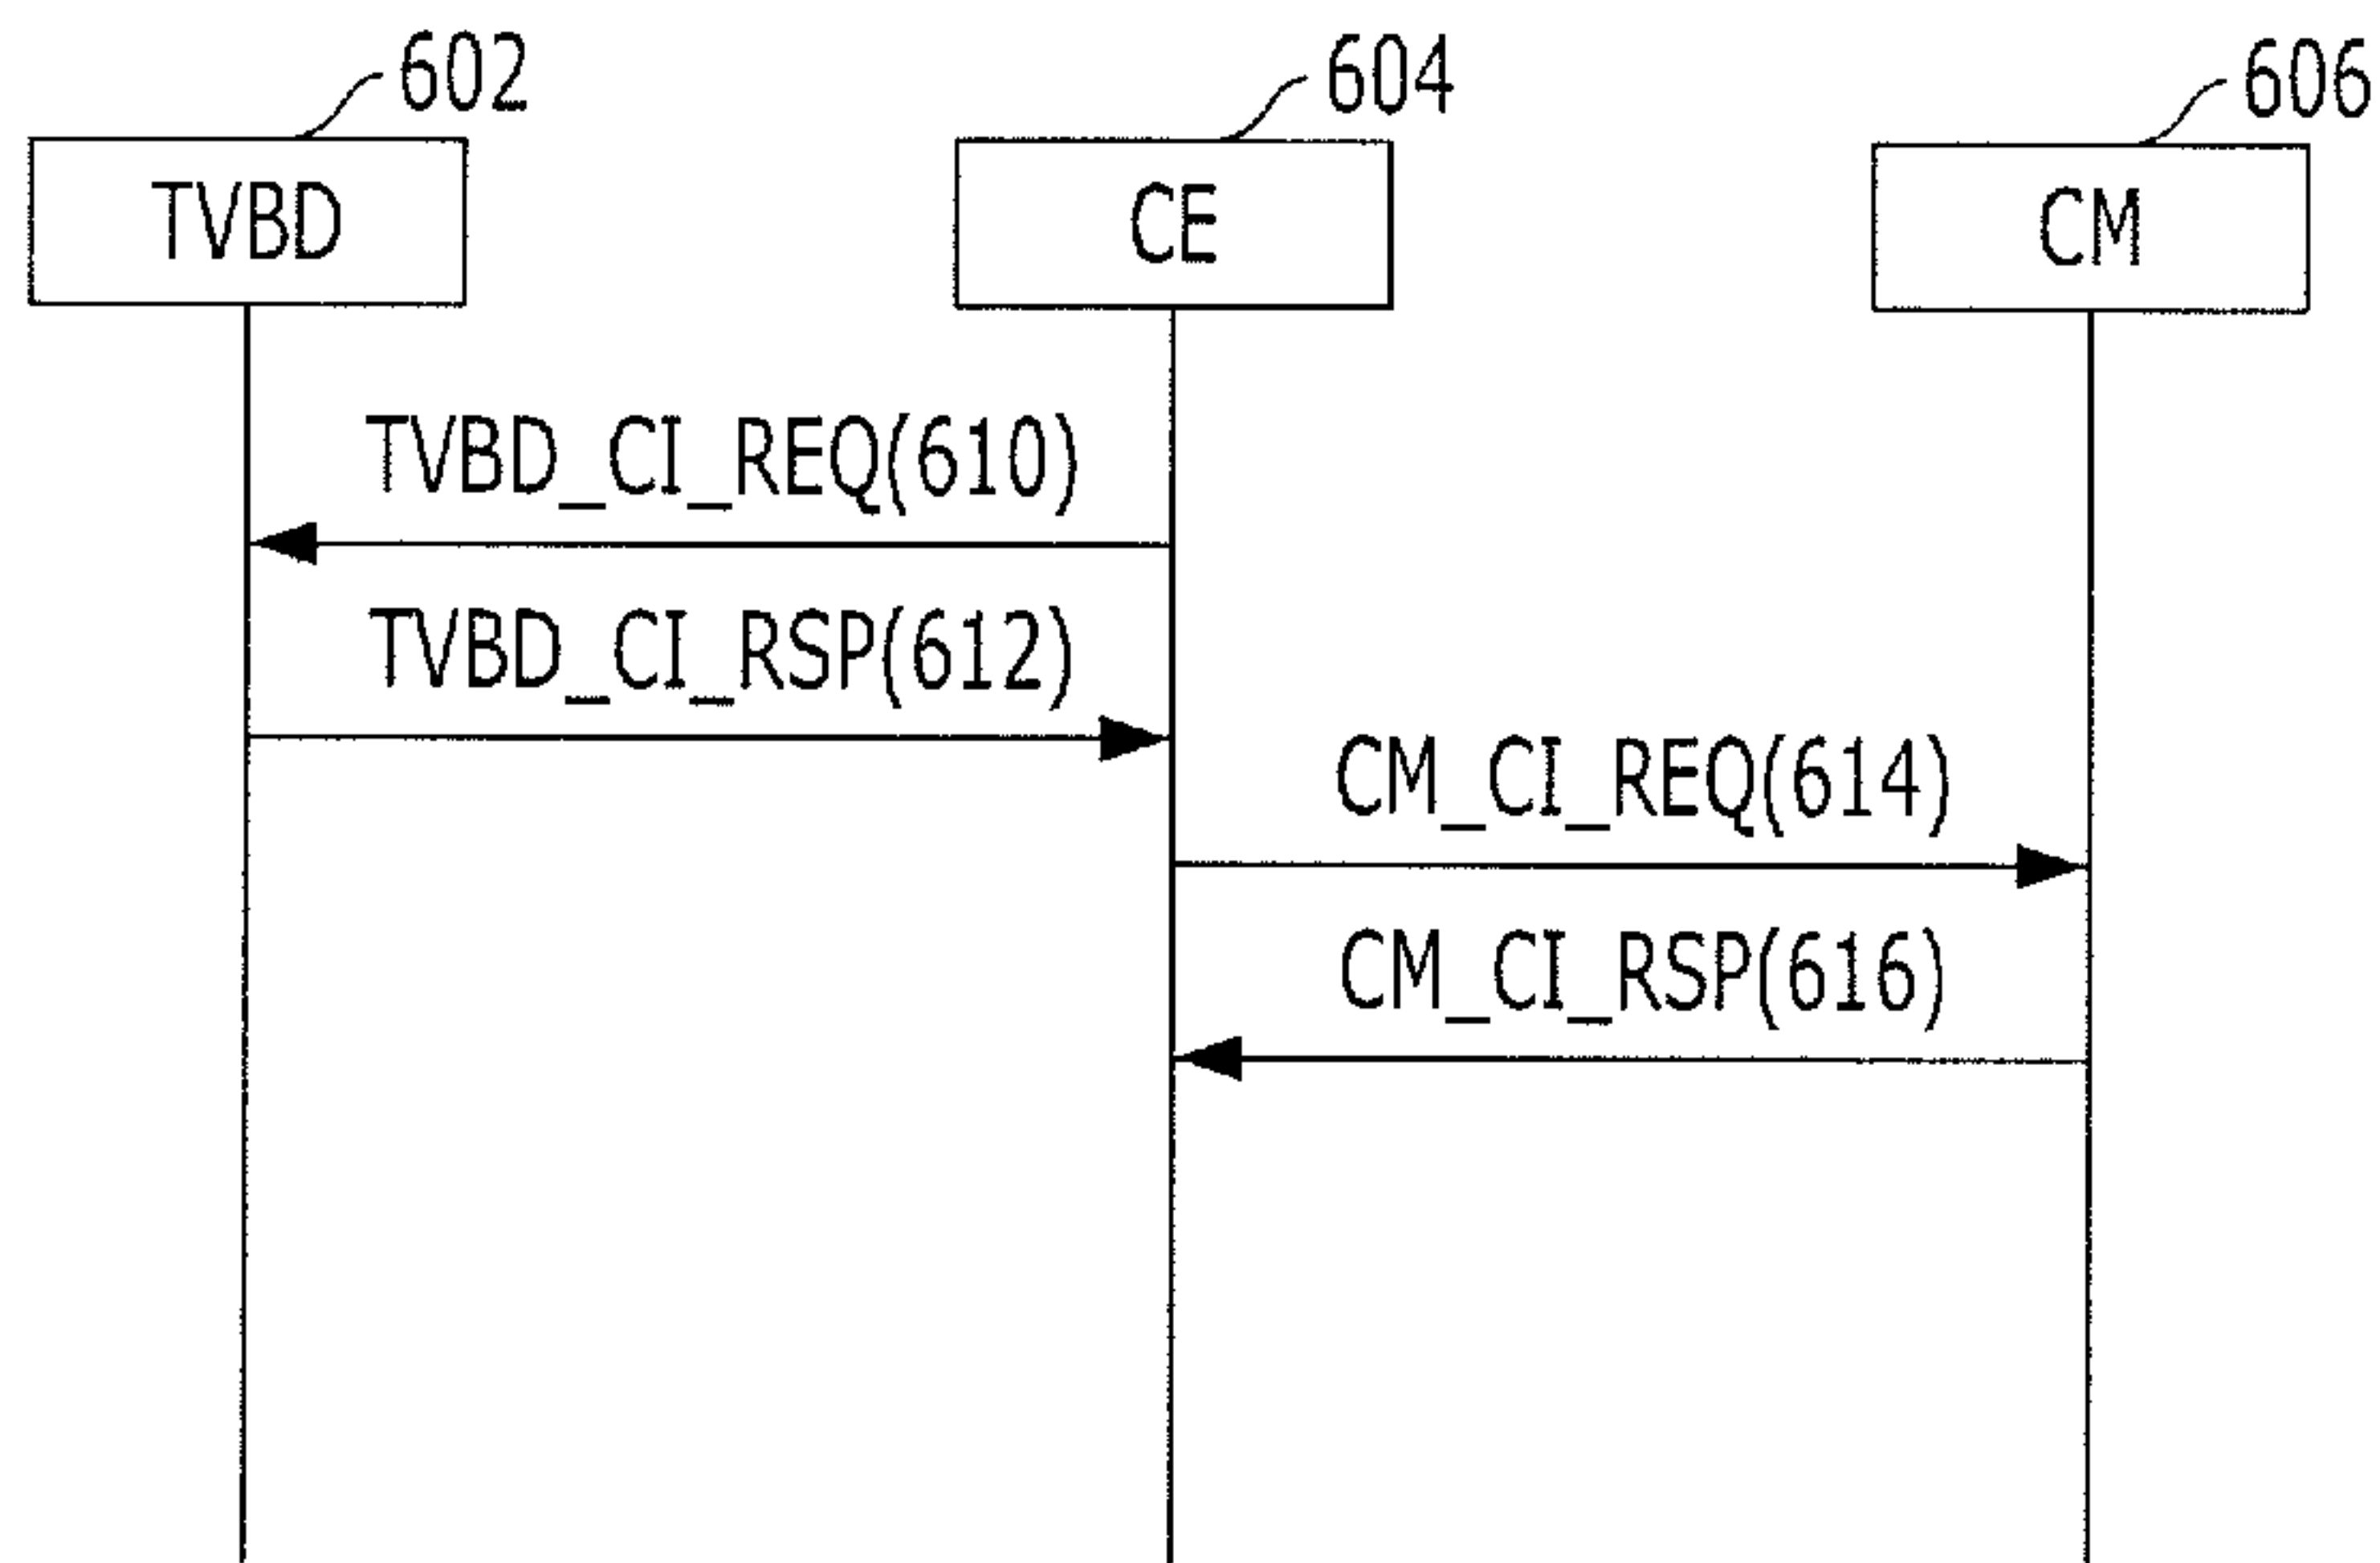 602
604
606
TVBD
CE
CM
TVBD_CI_REQ(610)
TVBD_CI_RSP(612)
CM_CI_REQ(614)
CM_CI_RSP(616)